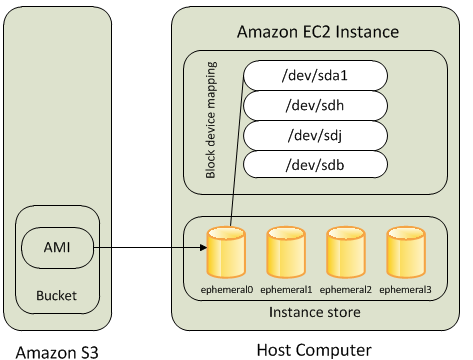 Amazon EC2 Instance
Block device mapping
/dev/sda1
/dev/sdh
/dev/sdj
/dev/sdb
AMI
Bucket
ephemeral0 ephemeral1 ephemeral2 ephemeral3
Instance store
Amazon S3
Host Computer